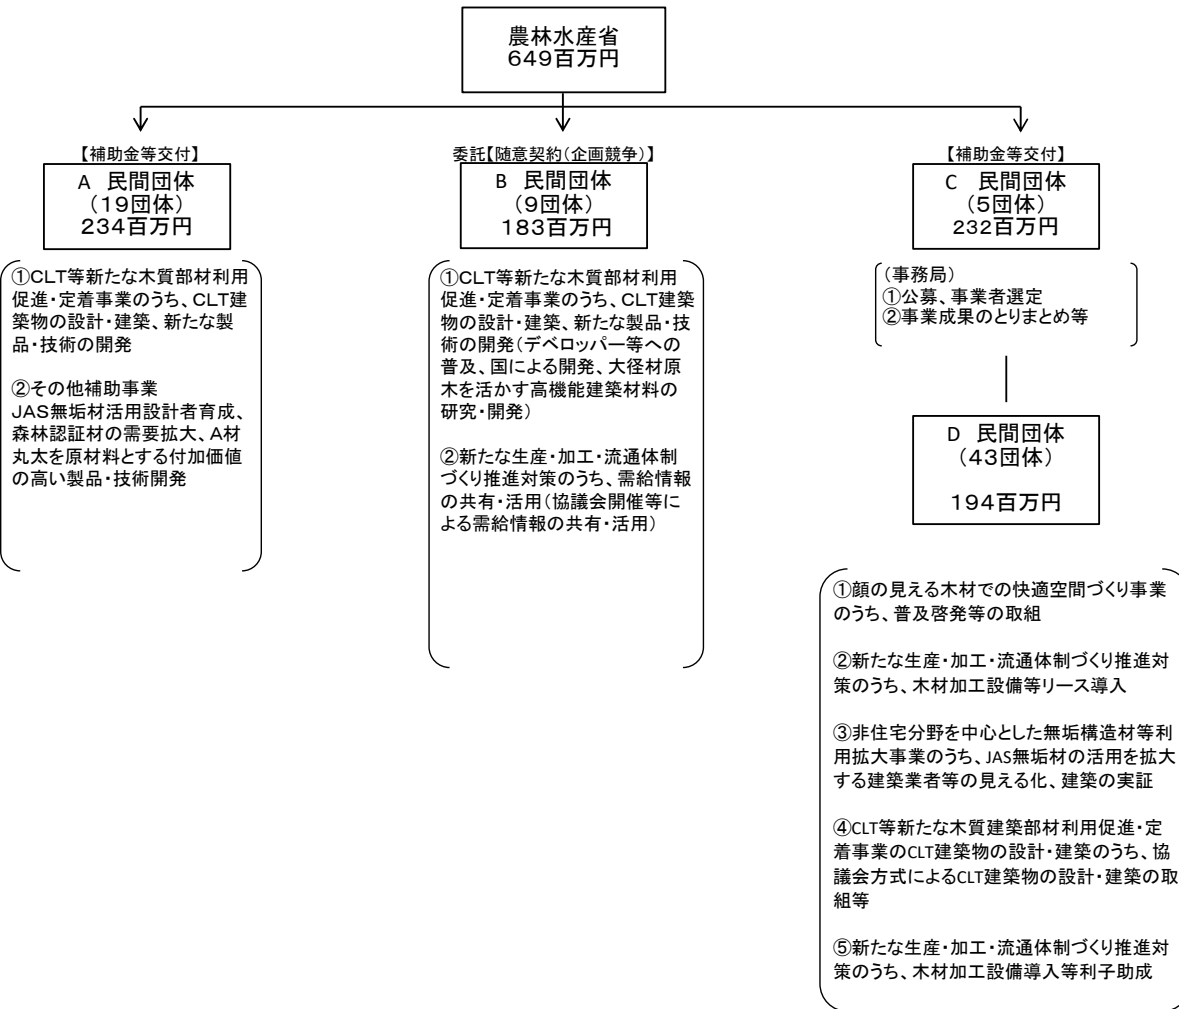 農林水産省
649百万円
【補助金等交付】
A　民間団体
（19団体）
234百万円
①CLT等新たな木質部材利用
促進・定着事業のうち、CLT建
築物の設計・建築、新たな製
品・技術の開発
②その他補助事業
JAS無垢材活用設計者育成、
森林認証材の需要拡大、A材
丸太を原材料とする付加価値
の高い製品・技術開発
委託【随意契約（企画競争）】
B　民間団体
（9団体）
183百万円
①CLT等新たな木質部材利用
促進・定着事業のうち、CLT建築
物の設計・建築、新たな製品・技
術の開発（デベロッパー等への
普及、国による開発、大径材原
木を活かす高機能建築材料の
研究・開発）
②新たな生産・加工・流通体制
づくり推進対策のうち、需給情報
の共有・活用（協議会開催等に
よる需給情報の共有・活用）
【補助金等交付】
C　民間団体
（5団体）
232百万円
（事務局）
①公募、事業者選定
②事業成果のとりまとめ等
D　民間団体
（43団体）
194百万円
①顔の見える木材での快適空間づくり事業
のうち、普及啓発等の取組
②新たな生産・加工・流通体制づくり推進対
策のうち、木材加工設備等リース導入
③非住宅分野を中心とした無垢構造材等利
用拡大事業のうち、JAS無垢材の活用を拡大
する建築業者等の見える化、建築の実証
④CLT等新たな木質建築部材利用促進・定
着事業のCLT建築物の設計・建築のうち、協
議会方式によるCLT建築物の設計・建築の取
組等
⑤新たな生産・加工・流通体制づくり推進対
策のうち、木材加工設備導入等利子助成